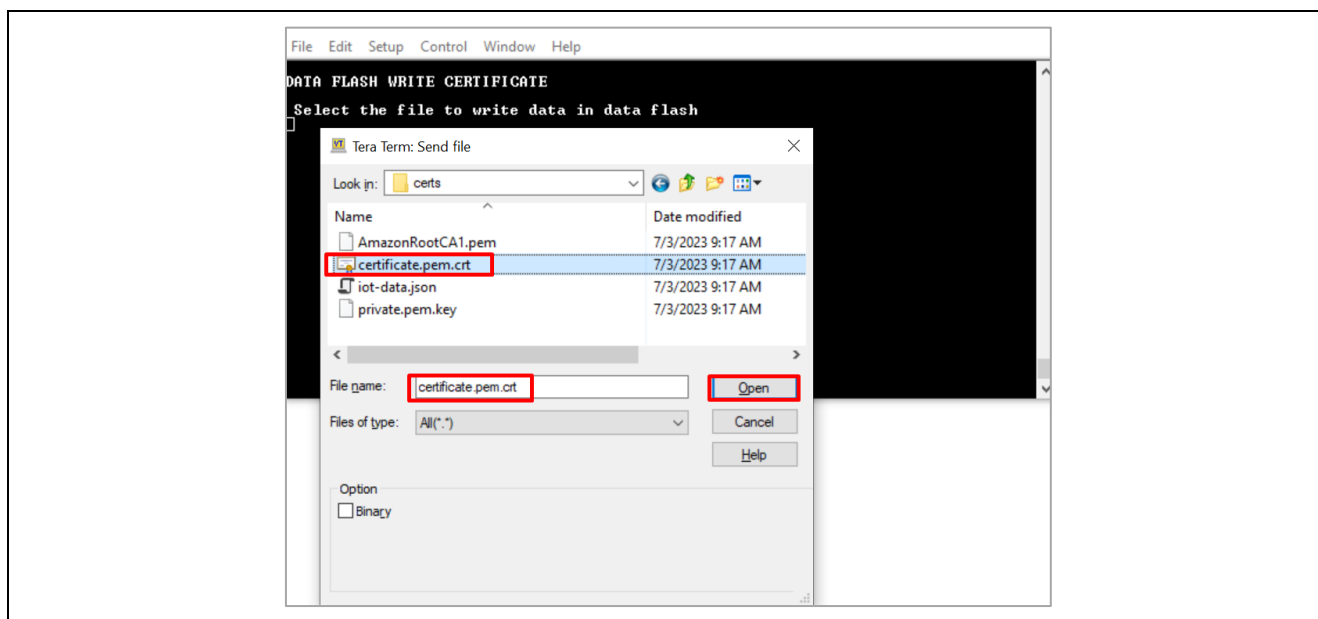 File Edit Setup Control Window Help
DATA FLASH WRITE CERTIFICATE
Select the file to write data in data flash
VT Tera Term: Send file
Look in: certs
Name Date modified
AmazonRootCA1.pem 7/3/2023 9:17 AM
certificate.pem.crt 7/3/2023 9:17 AM
iot-data.json 7/3/2023 9:17 AM
private.pem.key 7/3/2023 9:17 AM
File name: certificate.pem.crt Open
Files of type: All(*.*) Cancel
Help
Option
Binary